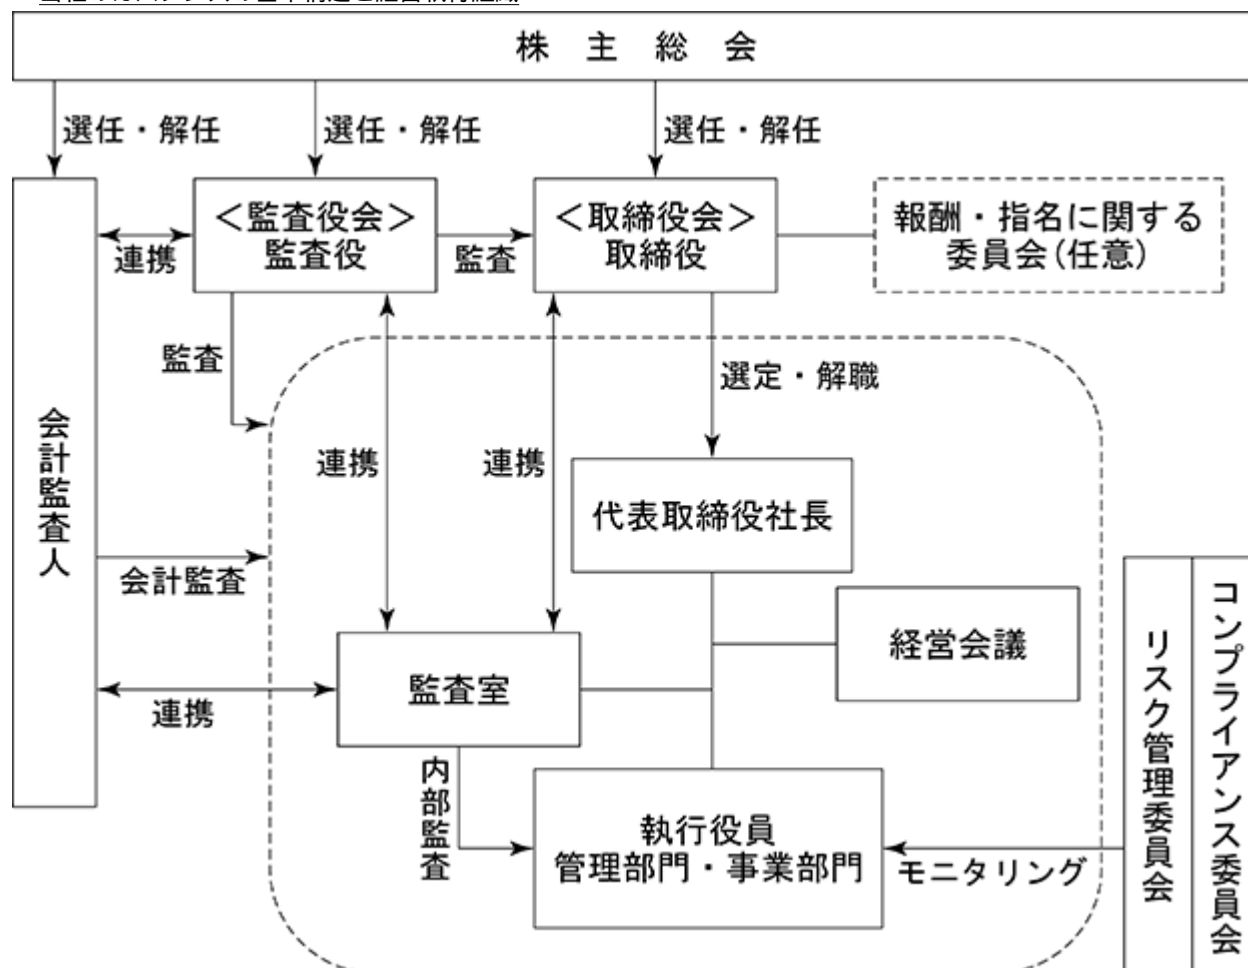 株主総会
選任・解任
選任・解任
選任・解任
<監査役会>
監査役
<取締役会>
取締役
報酬・指名に関する
委員会(任意)
連携
監査
監査
選定・解職
会計監査人
連携
連携
代表取締役社長
会計監査
経営会議
監査室
連携
内部監査
執行役員
管理部門・事業部門
モニタリング
リスク管理委員会
コンプライアンス委員会